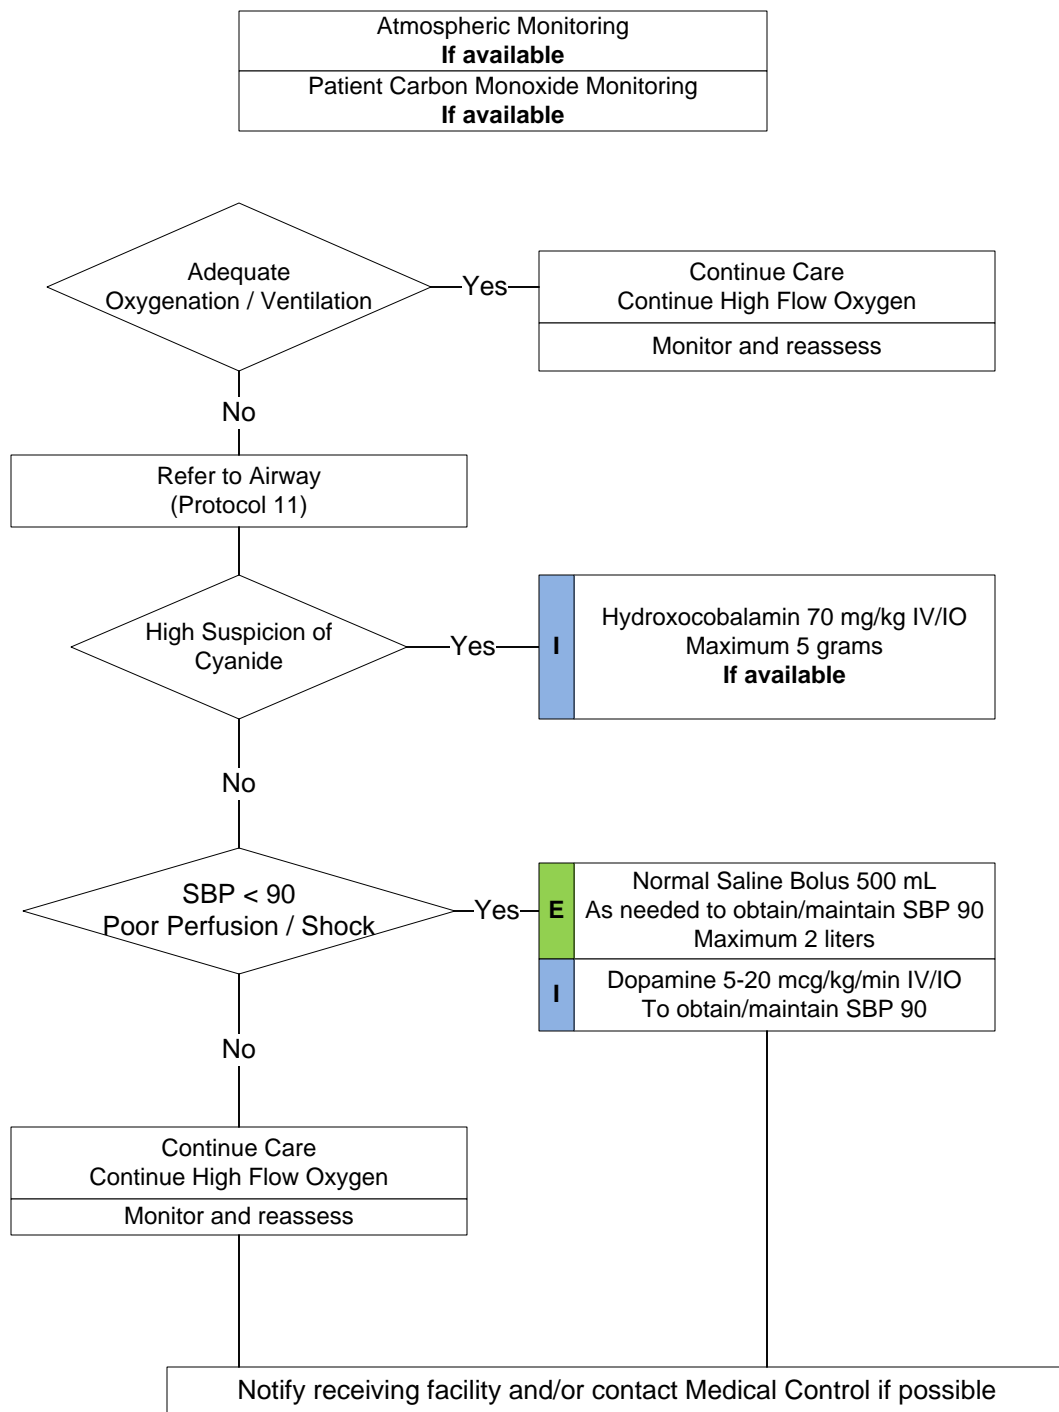 Atmospheric Monitoring
If available
Patient Carbon Monoxide Monitoring
If available
Adequate
Oxygenation / Ventilation
Yes
Continue Care
Continue High Flow Oxygen
Monitor and reassess
No
Refer to Airway
(Protocol 11)
High Suspicion of
Cyanide
Yes
I
Hydroxocobalamin 70 mg/kg IV/IO
Maximum 5 grams
If available
No
SBP < 90
Poor Perfusion / Shock
Yes
E
Normal Saline Bolus 500 mL
As needed to obtain/maintain SBP 90
Maximum 2 liters
I
Dopamine 5-20 mcg/kg/min IV/IO
To obtain/maintain SBP 90
No
Continue Care
Continue High Flow Oxygen
Monitor and reassess
Notify receiving facility and/or contact Medical Control if possible